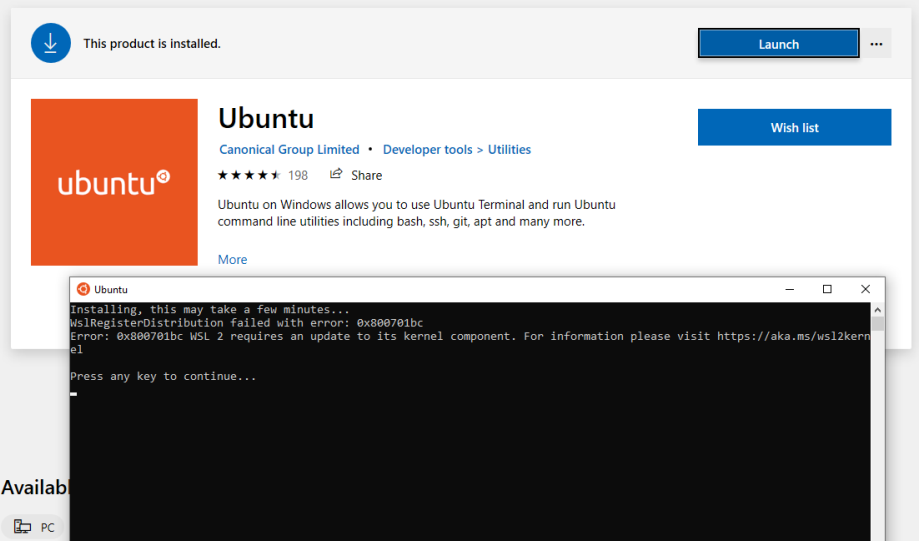 This product is installed.
Launch
...
ubuntu
Ubuntu
Canonical Group Limited • Developer tools > Utilities
198 Share
Wish list
Ubuntu on Windows allows you to use Ubuntu Terminal and run Ubuntu
command line utilities including bash, ssh, git, apt and many more.
More
Ubuntu
Installing, this may take a few minutes...
WslRegisterDistribution failed with error: 0x800701bc
Error: 0x800701bc WSL 2 requires an update to its kernel component. For information please visit https://aka.ms/wsl2kern
el
Press any key to continue...
Availabl
PC